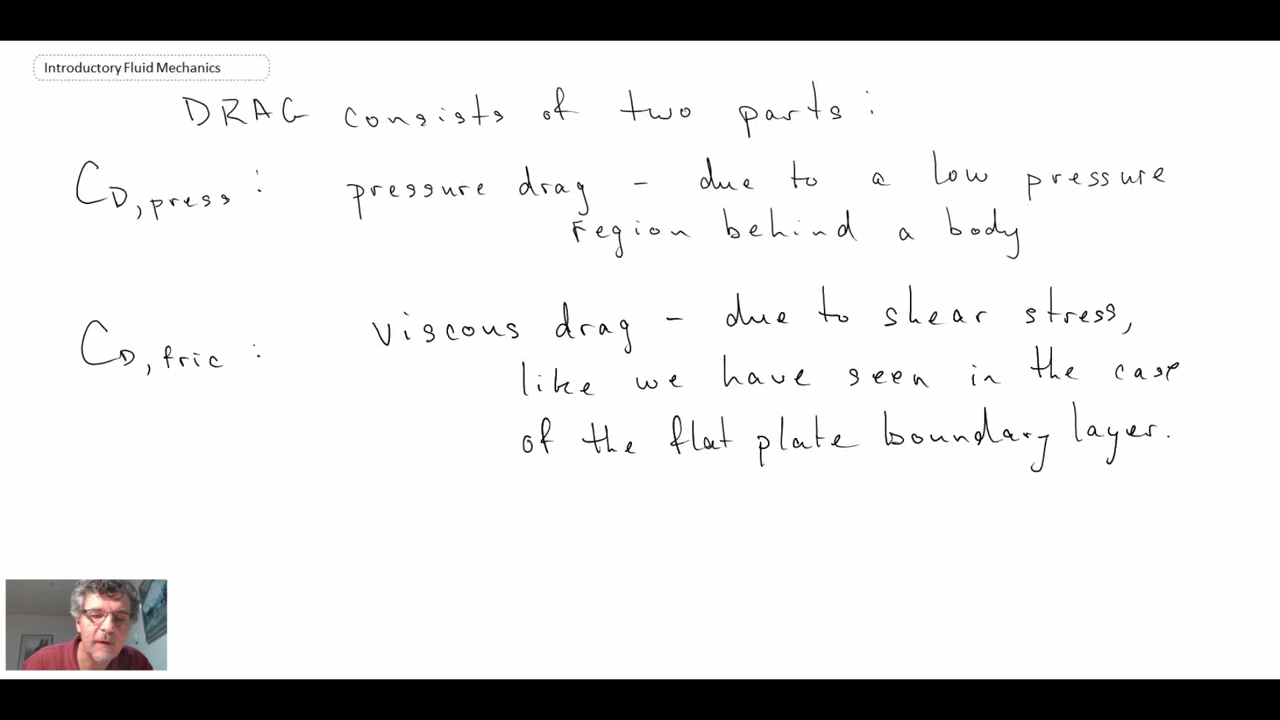 Introductory Fluid Mechanics
DRAG consists of two parts:
CD,press: pressure drag - due to a low pressure
region behind a body
CD,fric: viscous drag - due to shear stress,
like we have seen in the case
of the flat plate boundary layer.